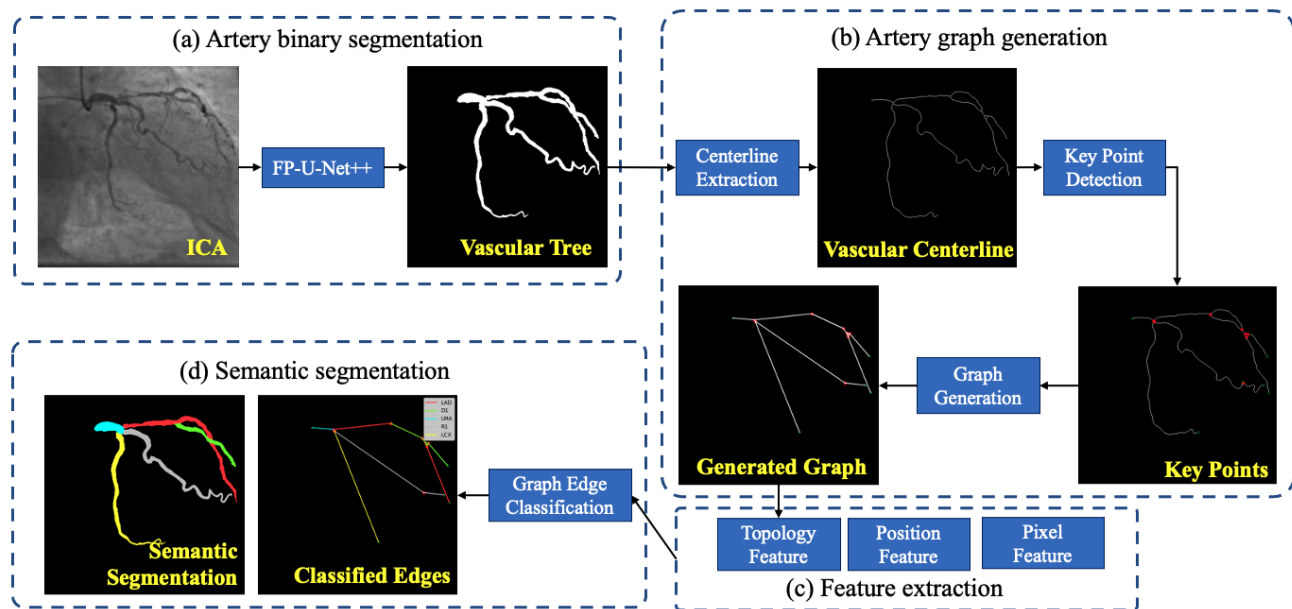 (a) Artery binary segmentation
ICA
FP-U-Net++
Vascular Tree
(b) Artery graph generation
Centerline
Extraction
Vascular Centerline
Key Point
Detection
Key Points
Graph
Generation
Generated Graph
Topology
Feature
Position
Feature
Pixel
Feature
(c) Feature extraction
(d) Semantic segmentation
Graph Edge
Classification
LAD
D1
LMA
R1
LCX
Classified Edges
Semantic
Segmentation